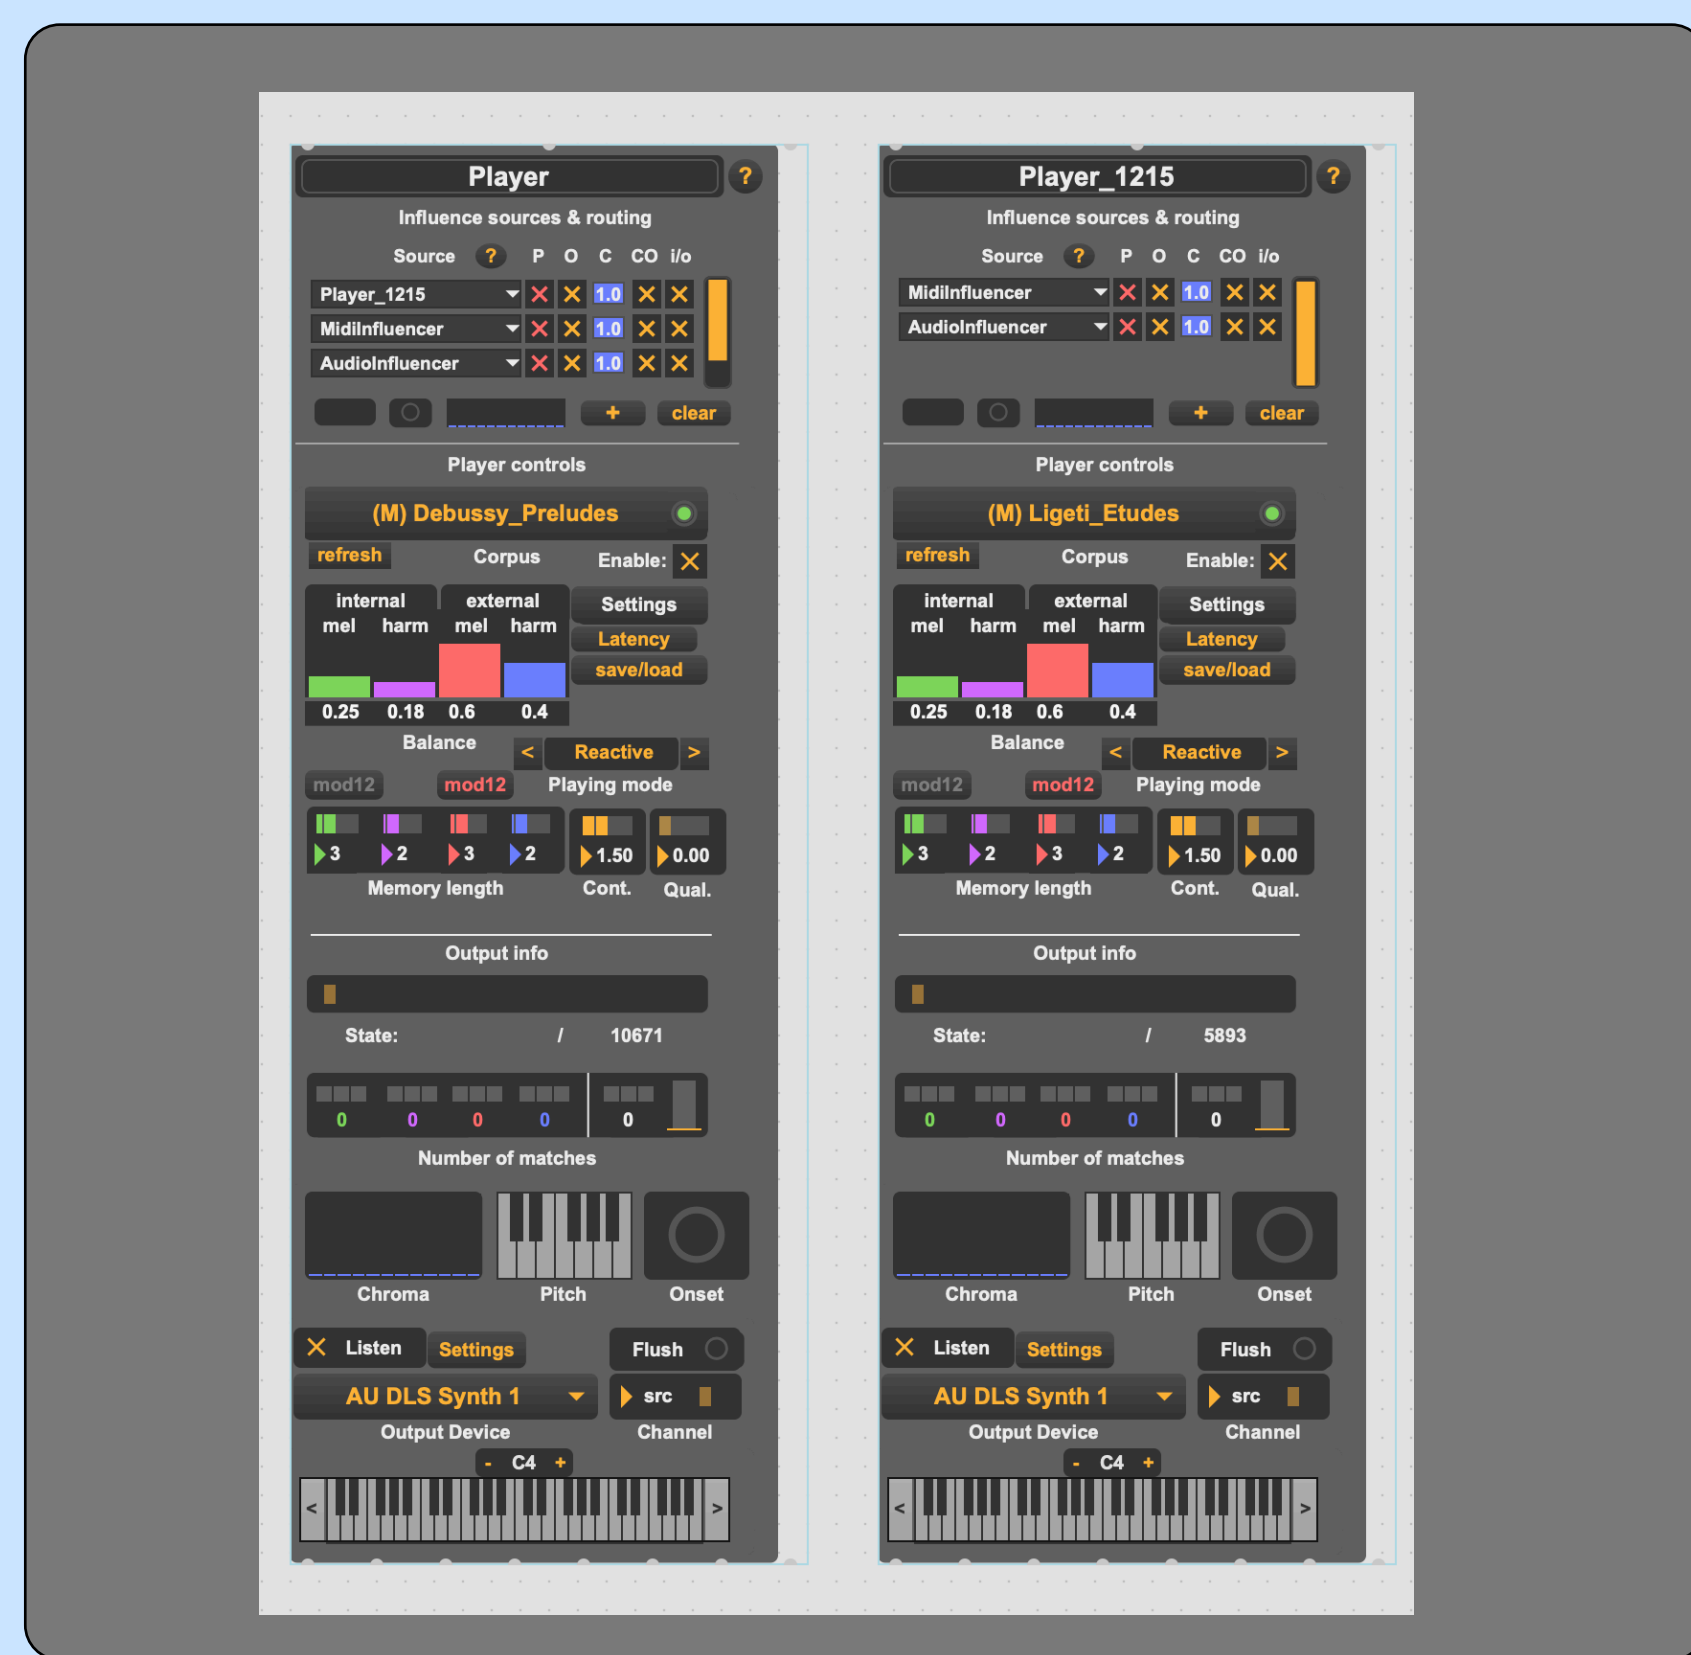 Player ?
Influence sources & routing
Source ? P O C CO i/o
Player_1215 1.0
MidiInfluencer 1.0
AudioInfluencer 1.0
+ clear
Player controls
(M) Debussy_Preludes
refresh Corpus Enable:
internal external Settings
mel harm mel harm
Latency
save/load
0.25 0.18 0.6 0.4
Balance < Reactive >
mod12 mod12 Playing mode
3 2 3 2 1.50 0.00
Memory length Cont. Qual.
Output info
State: / 10671
0 0 0 0 0
Number of matches
Chroma Pitch Onset
Listen Settings Flush
AU DLS Synth 1 src
Output Device Channel
- C4 +
< >
Player_1215 ?
Influence sources & routing
Source ? P O C CO i/o
MidiInfluencer 1.0
AudioInfluencer 1.0
+ clear
Player controls
(M) Ligeti_Etudes
refresh Corpus Enable:
internal external Settings
mel harm mel harm
Latency
save/load
0.25 0.18 0.6 0.4
Balance < Reactive >
mod12 mod12 Playing mode
3 2 3 2 1.50 0.00
Memory length Cont. Qual.
Output info
State: / 5893
0 0 0 0 0
Number of matches
Chroma Pitch Onset
Listen Settings Flush
AU DLS Synth 1 src
Output Device Channel
- C4 +
< >